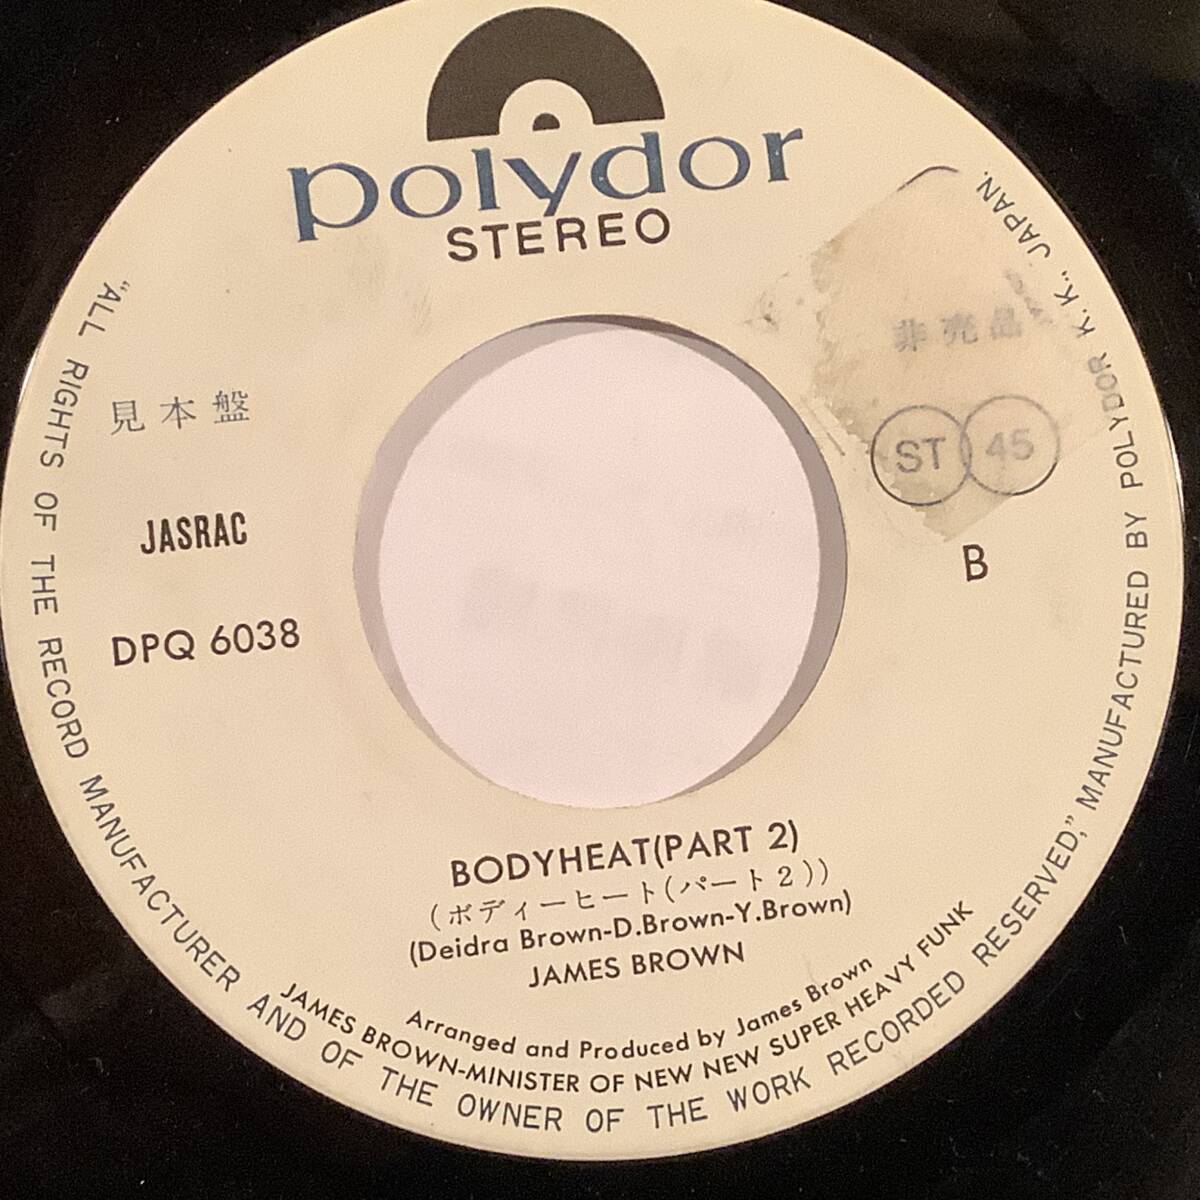 polydor
STEREO
見本盤
非売品
ST 45
JASRAC
B
DPQ 6038
BODYHEAT(PART 2)
(ボディーヒート(パート2))
(Deidra Brown-D.Brown-Y.Brown)
JAMES BROWN
Arranged and Produced by James Brown
JAMES BROWN-MINISTER OF NEW NEW SUPER HEAVY FUNK
"ALL RIGHTS OF THE RECORD MANUFACTURER AND OF THE OWNER OF THE WORK RECORDED RESERVED," MANUFACTURED BY POLYDOR K.K., JAPAN.